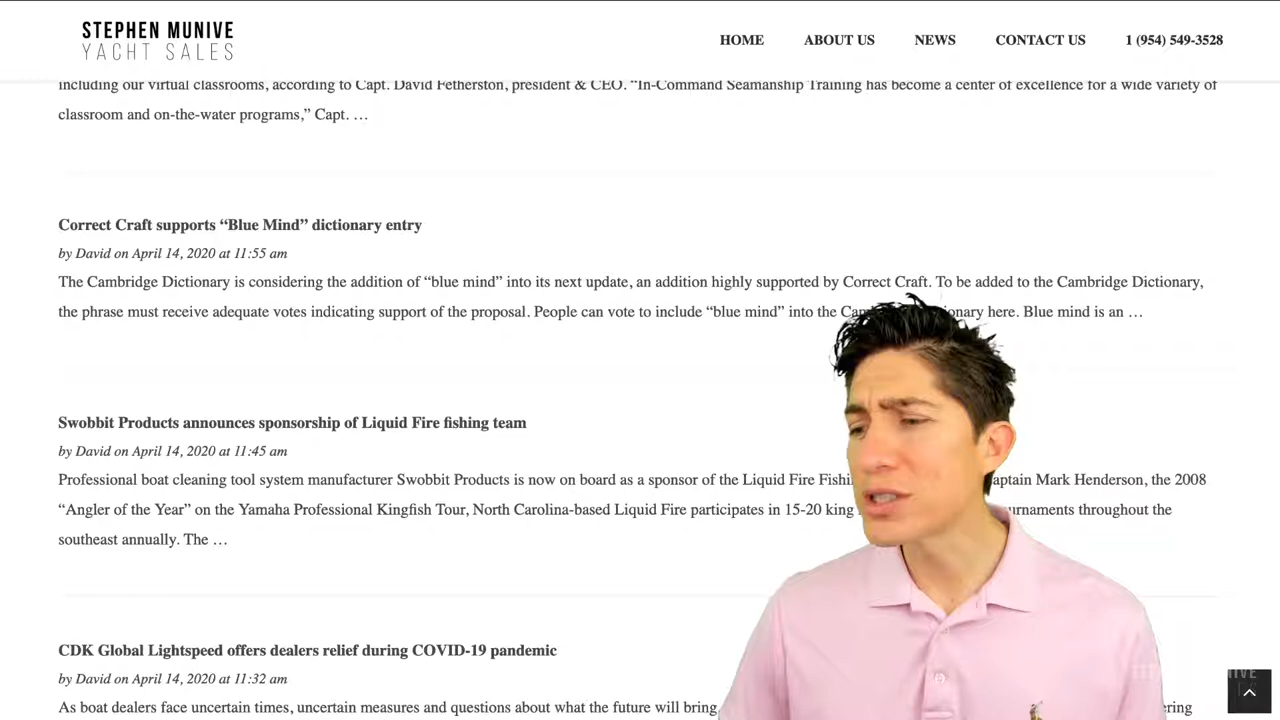 STEPHEN MUNIVE
YACHT SALES
HOME ABOUT US NEWS CONTACT US 1 (954) 549-3528
including our virtual classrooms, according to Capt. David Fetherston, president & CEO. “In-Command Seamanship Training has become a center of excellence for a wide variety of
classroom and on-the-water programs,” Capt. …
Correct Craft supports “Blue Mind” dictionary entry
by David on April 14, 2020 at 11:55 am
The Cambridge Dictionary is considering the addition of “blue mind” into its next update, an addition highly supported by Correct Craft. To be added to the Cambridge Dictionary,
the phrase must receive adequate votes indicating support of the proposal. People can vote to include “blue mind” into the here. Blue mind is an …
Swobbit Products announces sponsorship of Liquid Fire fishing team
by David on April 14, 2020 at 11:45 am
Professional boat cleaning tool system manufacturer Swobbit Products is now on board as a sponsor of the Liquid Fire Mark Henderson, the 2008
“Angler of the Year” on the Yamaha Professional Kingfish Tour, North Carolina-based Liquid Fire participates in 15-20 king throughout the
southeast annually. The …
CDK Global Lightspeed offers dealers relief during COVID-19 pandemic
by David on April 14, 2020 at 11:32 am
As boat dealers face uncertain times, uncertain measures and questions about what the future will bring,